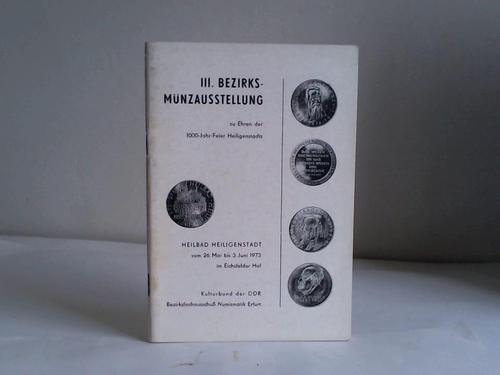 III. BEZIRKS-
MÜNZAUSSTELLUNG
zu Ehren der
1000-Jahr-Feier Heiligenstadts
HEILBAD HEILIGENSTADT
vom 26. Mai bis 3. Juni 1973
im Eichsfelder Hof
Kulturbund der DDR
Bezirksfachausschuß Numismatik Erfurt